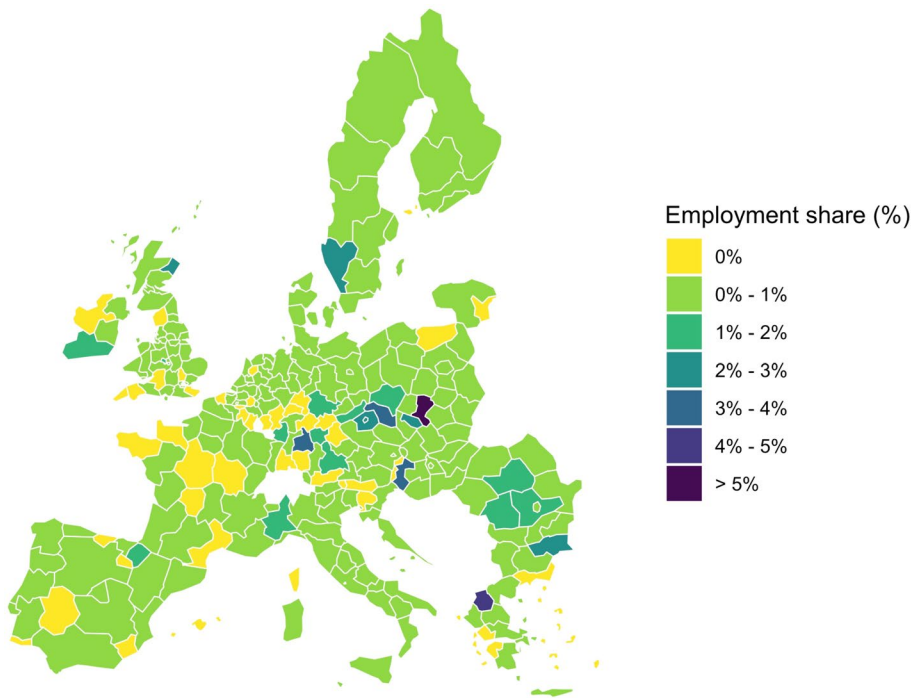 Employment share (%)
0%
0% - 1%
1% - 2%
2% - 3%
3% - 4%
4% - 5%
> 5%